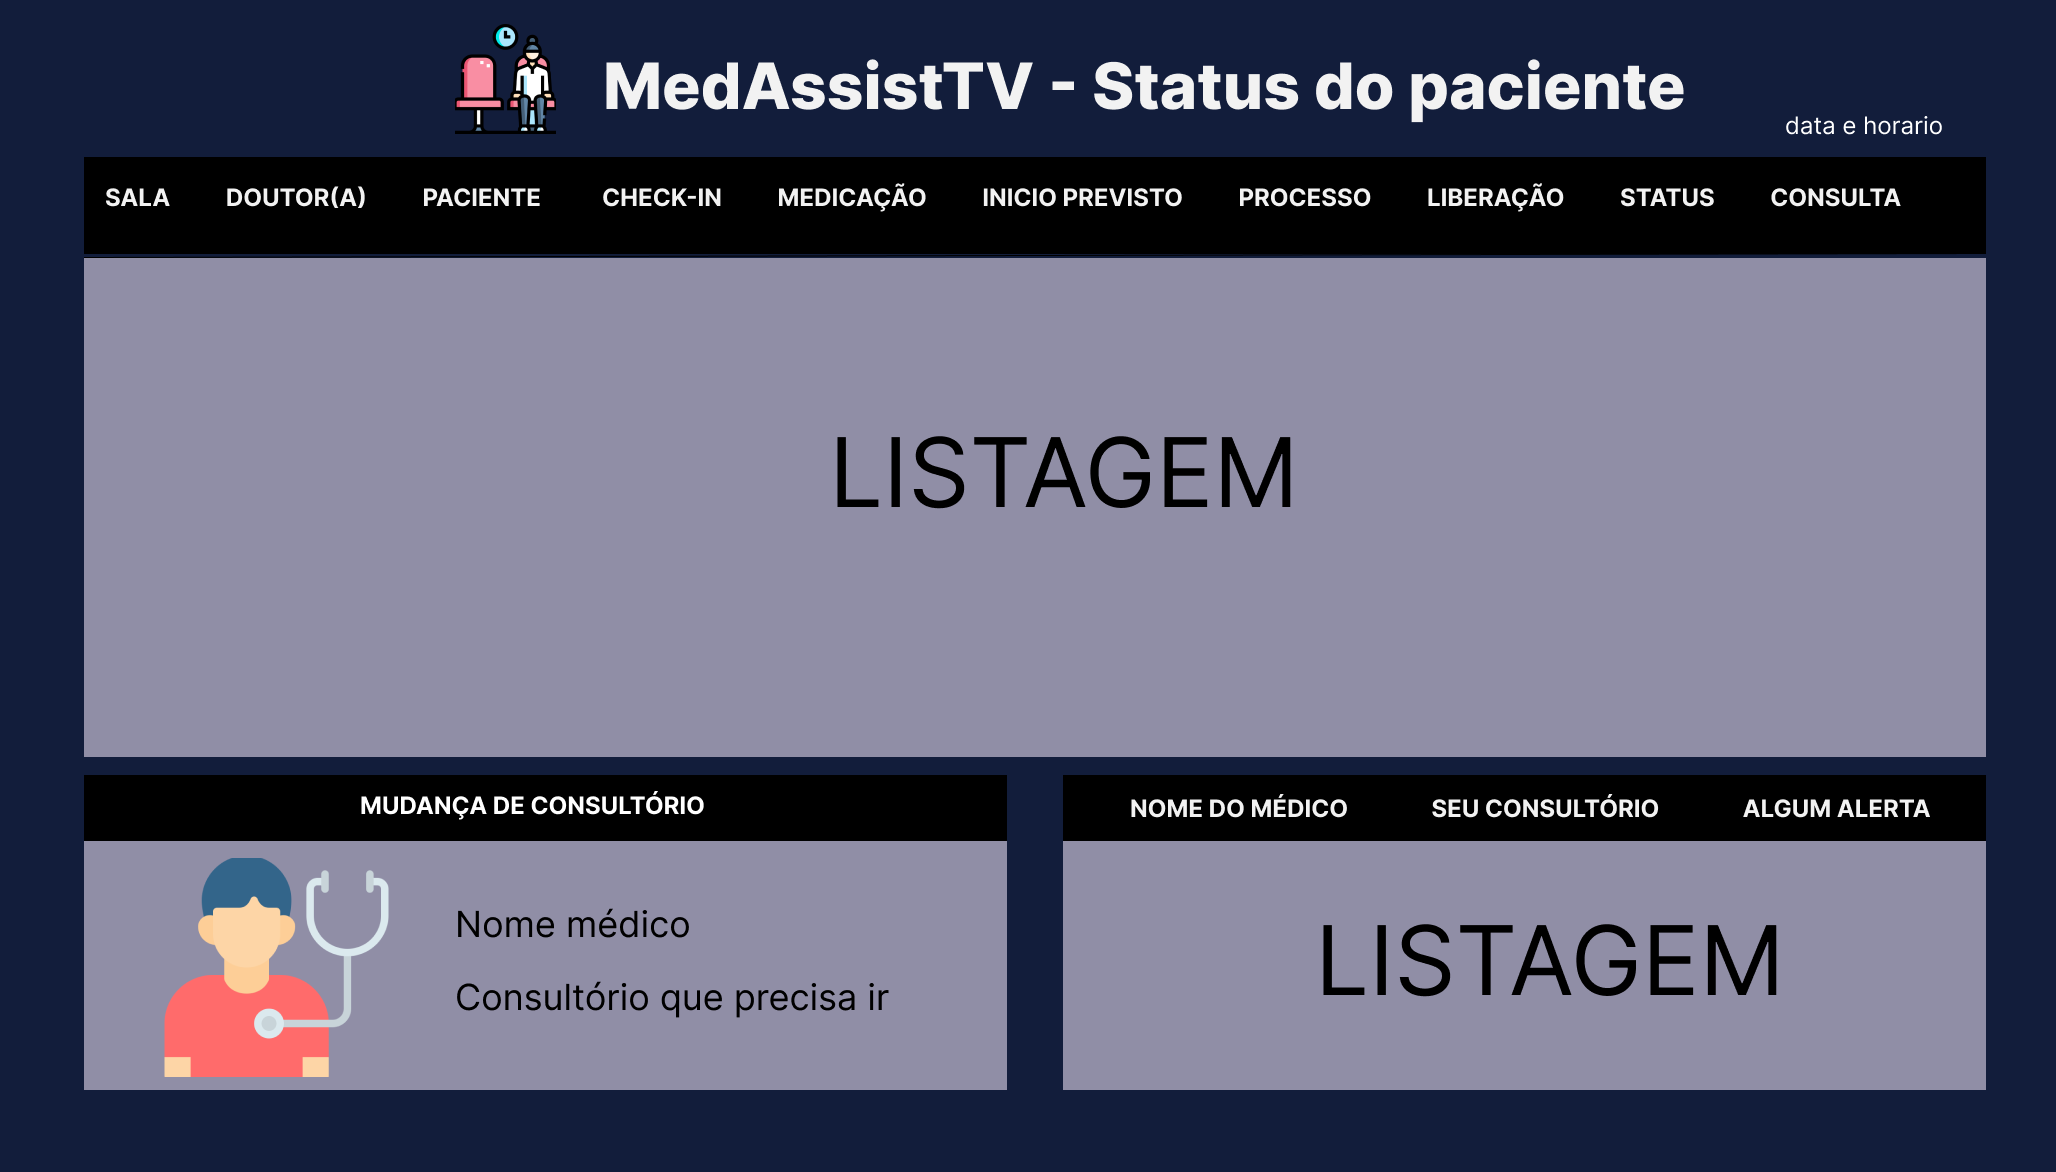 MedAssistTV - Status do paciente
data e horario
SALA DOUTOR(A) PACIENTE CHECK-IN MEDICAÇÃO INICIO PREVISTO PROCESSO LIBERAÇÃO STATUS CONSULTA
LISTAGEM
MUDANÇA DE CONSULTÓRIO
Nome médico
Consultório que precisa ir
NOME DO MÉDICO SEU CONSULTÓRIO ALGUM ALERTA
LISTAGEM